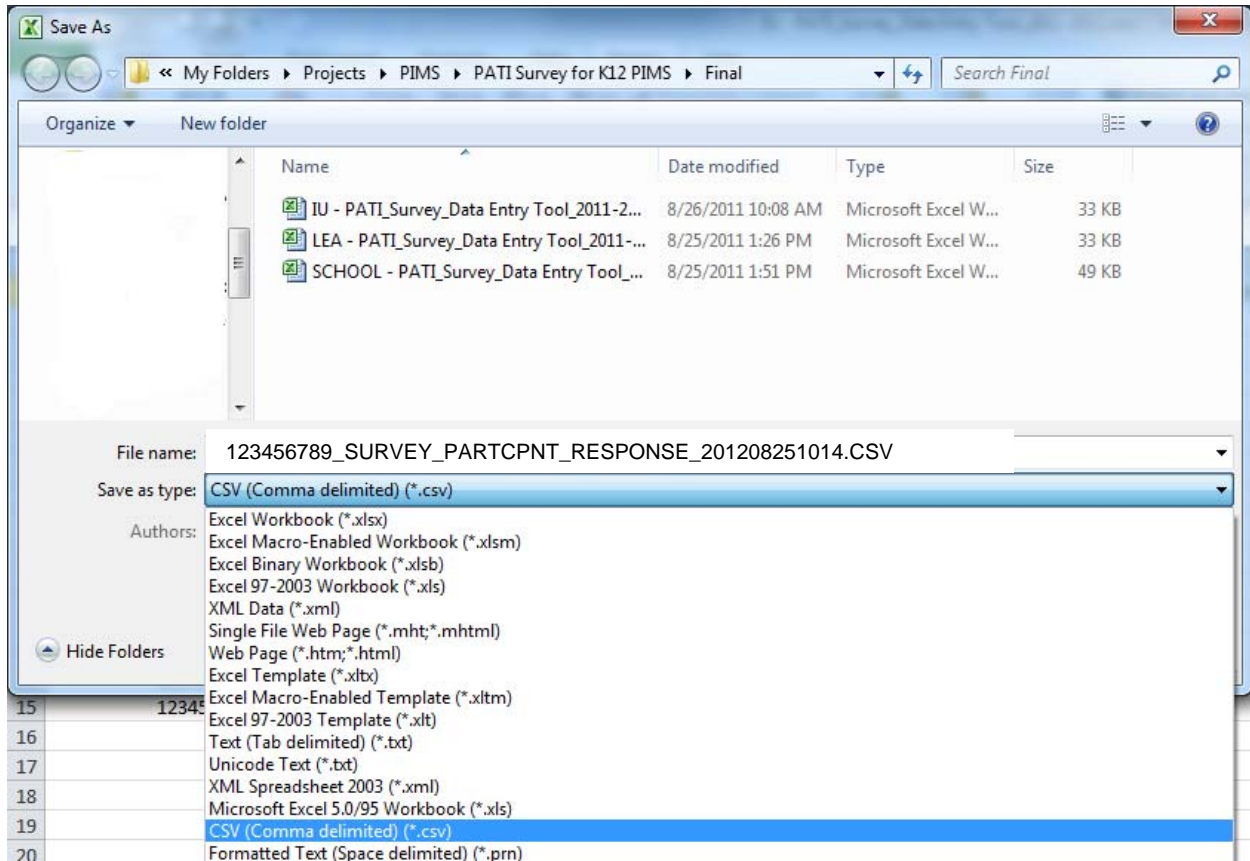 Save As
« My Folders ▸ Projects ▸ PIMS ▸ PATI Survey for K12 PIMS ▸ Final
Search Final
Organize New folder
Name Date modified Type Size
IU - PATI_Survey_Data Entry Tool_2011-2... 8/26/2011 10:08 AM Microsoft Excel W... 33 KB
LEA - PATI_Survey_Data Entry Tool_2011-... 8/25/2011 1:26 PM Microsoft Excel W... 33 KB
SCHOOL - PATI_Survey_Data Entry Tool_... 8/25/2011 1:51 PM Microsoft Excel W... 49 KB
File name: 123456789_SURVEY_PARTCPNT_RESPONSE_201208251014.CSV
Save as type: CSV (Comma delimited) (*.csv)
Authors:
Excel Workbook (*.xlsx)
Excel Macro-Enabled Workbook (*.xlsm)
Excel Binary Workbook (*.xlsb)
Excel 97-2003 Workbook (*.xls)
XML Data (*.xml)
Single File Web Page (*.mht;*.mhtml)
Hide Folders
Web Page (*.htm;*.html)
Excel Template (*.xltx)
Excel Macro-Enabled Template (*.xltm)
15 12345
Excel 97-2003 Template (*.xlt)
16
Text (Tab delimited) (*.txt)
17
Unicode Text (*.txt)
XML Spreadsheet 2003 (*.xml)
18
Microsoft Excel 5.0/95 Workbook (*.xls)
19
CSV (Comma delimited) (*.csv)
20
Formatted Text (Space delimited) (*.prn)